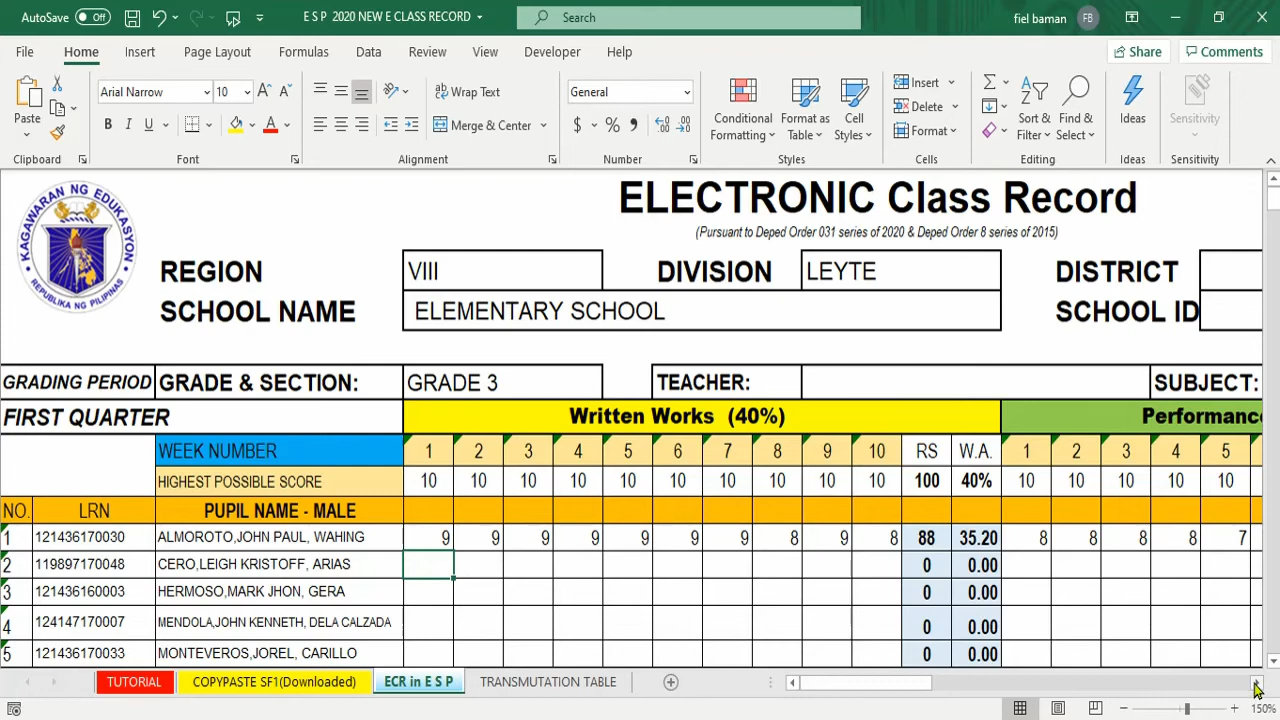 AutoSave Off E S P 2020 NEW E CLASS RECORD Search fiel baman FB
File Home Insert Page Layout Formulas Data Review View Developer Help Share Comments
Arial Narrow 10 Wrap Text General Insert
Paste B I U Merge & Center $ % Conditional Formatting Format as Table Cell Styles Delete Format Sort & Filter Find & Select Ideas Sensitivity
Clipboard Font Alignment Number Styles Cells Editing Ideas Sensitivity
KAGAWARAN NG EDUKASYON
REPUBLIKA NG PILIPINAS
ELECTRONIC Class Record
(Pursuant to Deped Order 031 series of 2020 & Deped Order 8 series of 2015)
REGION VIII DIVISION LEYTE DISTRICT
SCHOOL NAME ELEMENTARY SCHOOL SCHOOL ID
GRADING PERIOD GRADE & SECTION: GRADE 3 TEACHER: SUBJECT:
FIRST QUARTER Written Works (40%) Performanc
WEEK NUMBER 1 2 3 4 5 6 7 8 9 10 RS W.A. 1 2 3 4 5
HIGHEST POSSIBLE SCORE 10 10 10 10 10 10 10 10 10 10 100 40% 10 10 10 10 10
NO. LRN PUPIL NAME - MALE
1 121436170030 ALMOROTO,JOHN PAUL, WAHING 9 9 9 9 9 9 9 8 9 8 88 35.20 8 8 8 8 7
2 119897170048 CERO,LEIGH KRISTOFF, ARIAS 0 0.00
3 121436160003 HERMOSO,MARK JHON, GERA 0 0.00
4 124147170007 MENDOLA,JOHN KENNETH, DELA CALZADA 0 0.00
5 121436170033 MONTEVEROS,JOREL, CARILLO 0 0.00
TUTORIAL COPYPASTE SF1(Downloaded) ECR in E S P TRANSMUTATION TABLE
150%